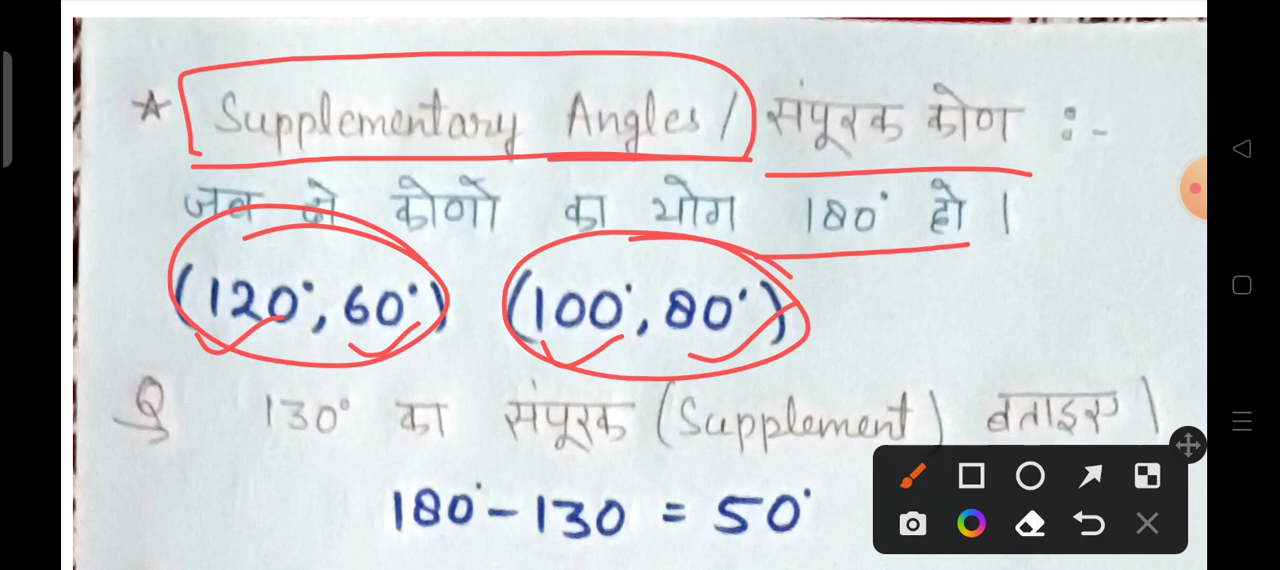 ☆ Supplementary Angles / संपूरक कोण :-
जब दो कोणो का योग 180° हो ।
(120°, 60°) (100°, 80°)
Q 130° का संपूरक (Supplement) बताइए ।
180° - 130 = 50°